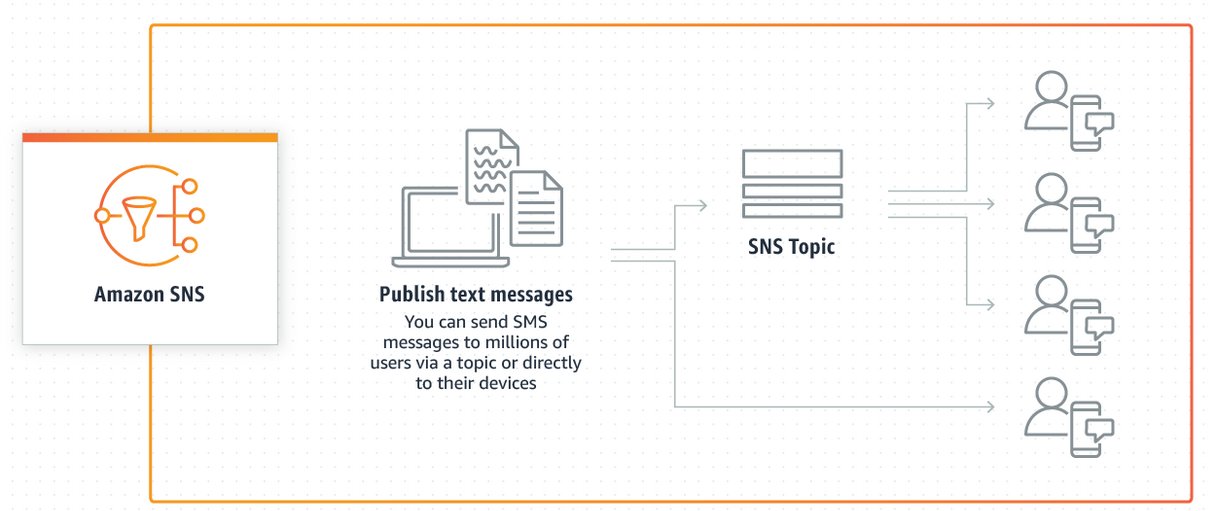 Amazon SNS
Publish text messages
You can send SMS
messages to millions of
users via a topic or directly
to their devices
SNS Topic